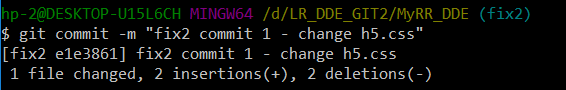 hp-2@DESKTOP-U15L6CH MINGW64 /d/LR_DDE_GIT2/MyRR_DDE (fix2)
$ git commit -m "fix2 commit 1 - change h5.css"
[fix2 e1e3861] fix2 commit 1 - change h5.css
 1 file changed, 2 insertions(+), 2 deletions(-)